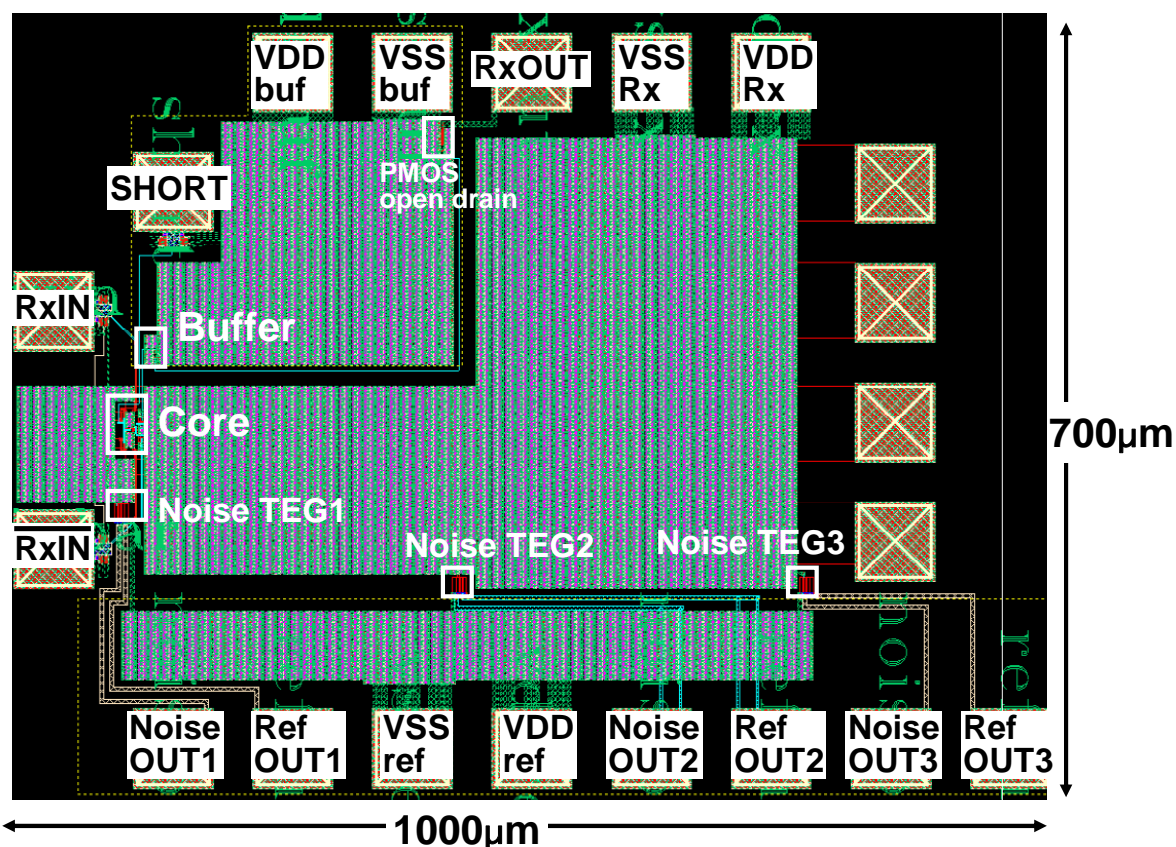 VDD
buf
VSS
buf
RxOUT
VSS
Rx
VDD
Rx
SHORT
PMOS
open drain
RxIN
Buffer
Core
700µm
Noise TEG1
RxIN
Noise TEG2
Noise TEG3
Noise
OUT1
Ref
OUT1
VSS
ref
VDD
ref
Noise
OUT2
Ref
OUT2
Noise
OUT3
Ref
OUT3
1000µm